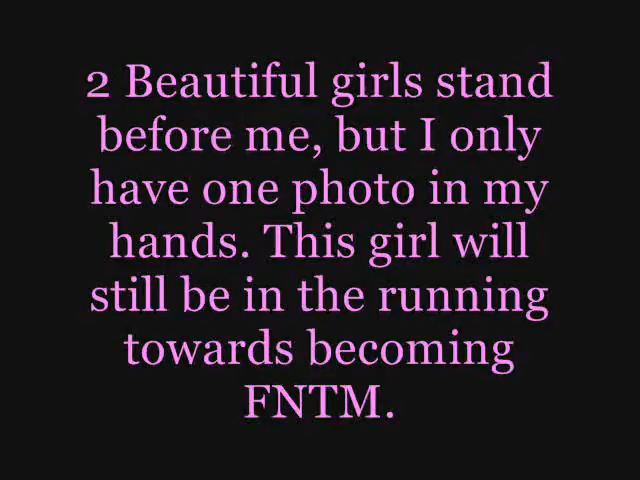 2 Beautiful girls stand
before me, but I only
have one photo in my
hands. This girl will
still be in the running
towards becoming
FNTM.